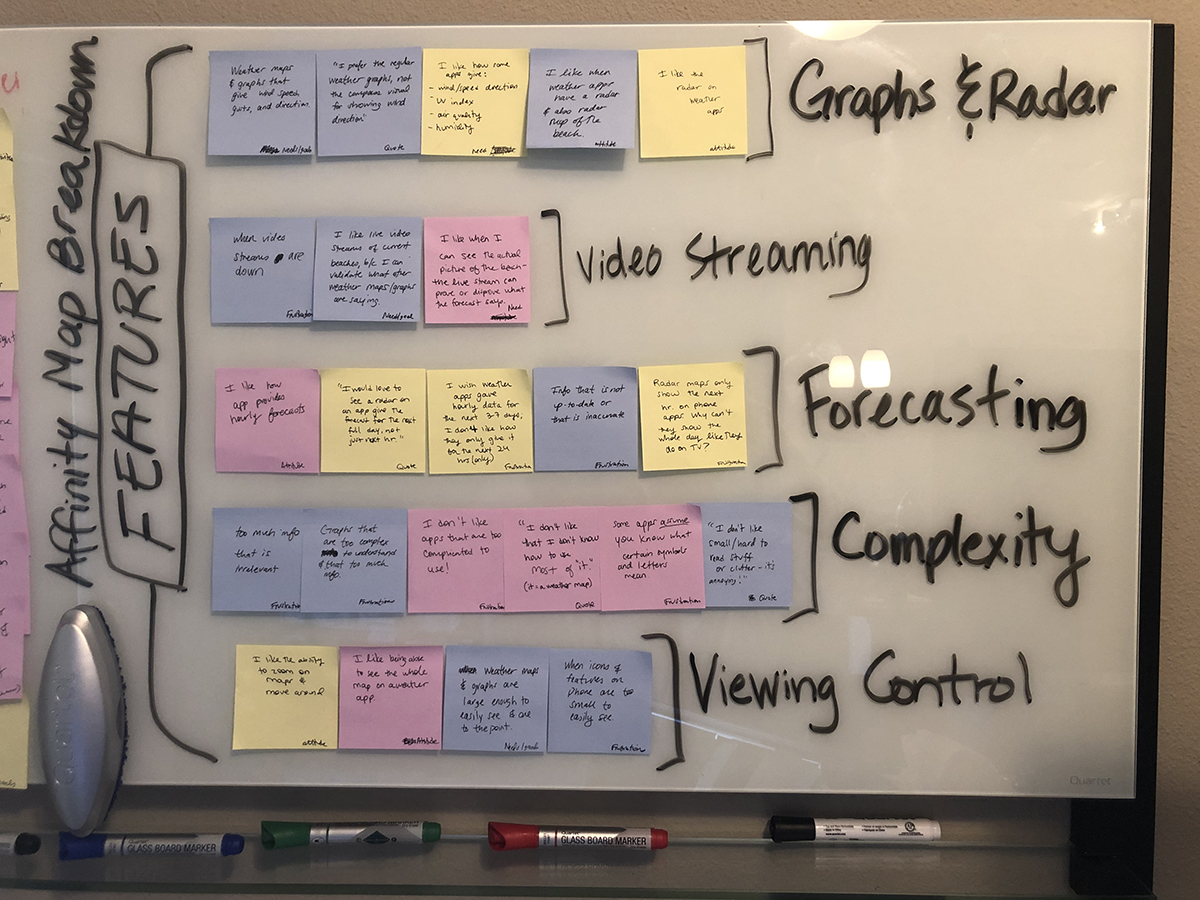 Affinity Map Breakdown
FEATURES
Weather maps
& graphs that
give wind speed,
gusts, and direction.
Needs/goals
"I prefer the regular
weather graphs, not
the compass visual
for showing wind
direction"
Quote
I like how some
apps give:
- wind/speed direction
- UV index
- air quality
- humidity
Need
I like when
weather apps
have a radar
& also radar
map of the
beach.
attitude
I like the
radar on
weather
apps
attitude
Graphs & Radar
When video
streams are
down
Frustration
I like live video
streams of current
beaches, b/c I can
validate what other
weather maps/graphs
are saying.
Need/goal
I like when I
can see the actual
picture of the beach-
the live stream can
prove or disprove what
the forecast says.
Need
Video Streaming
I like how
app provides
hourly forecasts
Attitude
"I would love to
see a radar on
an app give the
forecast for the next
full day, not
just next hr."
Quote
I wish weather
apps gave
hourly data for
the next 3-7 days;
I don't like how
they only give it
for the next 24
hrs (only)
Frustration
Info that is not
up-to-date or
that is inaccurate
Frustration
Radar maps only
show the next
hr. on phone
apps. Why can't
they show the
whole day like they
do on TV?
Frustration
Forecasting
too much info
that is
irrelevant
Frustration
Graphs that
are too complex
to understand
that too much
info.
Frustration
I don't like
apps that are too
complicated to
use!
Frustration
"I don't like
that I don't know
how to use
most of it."
(it = a weather map)
Quote
Some apps assume
you know what
certain symbols
and letters
mean.
Frustration
"I don't like
small/hard to
read stuff
or clutter - it's
annoying!"
Quote
Complexity
I like the ability
to zoom on
maps &
move around
attitude
I like being able
to see the whole
map on a weather
app.
Attitude
Weather maps
& graphs are
large enough to
easily see & are
to the point.
Needs/goals
When icons &
features on
phone are too
small to
easily see.
Frustration
Viewing Control
Quartet
GLASS BOARD MARKER
Quartet
GLASS BOARD MARKER